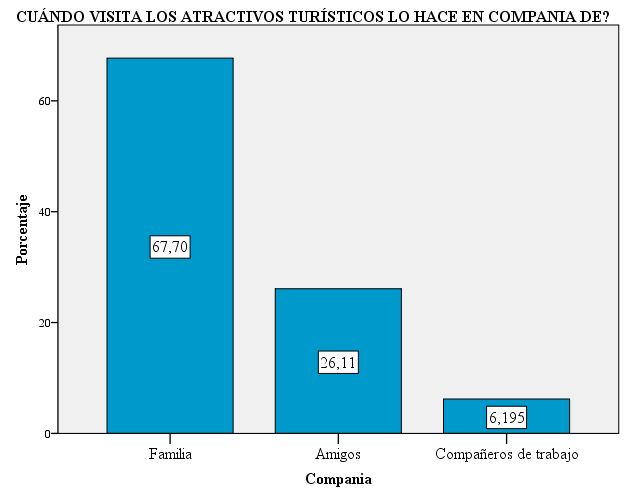 CUÁNDO VISITA LOS ATRACTIVOS TURÍSTICOS LO HACE EN COMPANIA DE?
Porcentaje
60
40
20
0
67,70
26,11
6,195
Familia
Amigos
Compañeros de trabajo
Compania